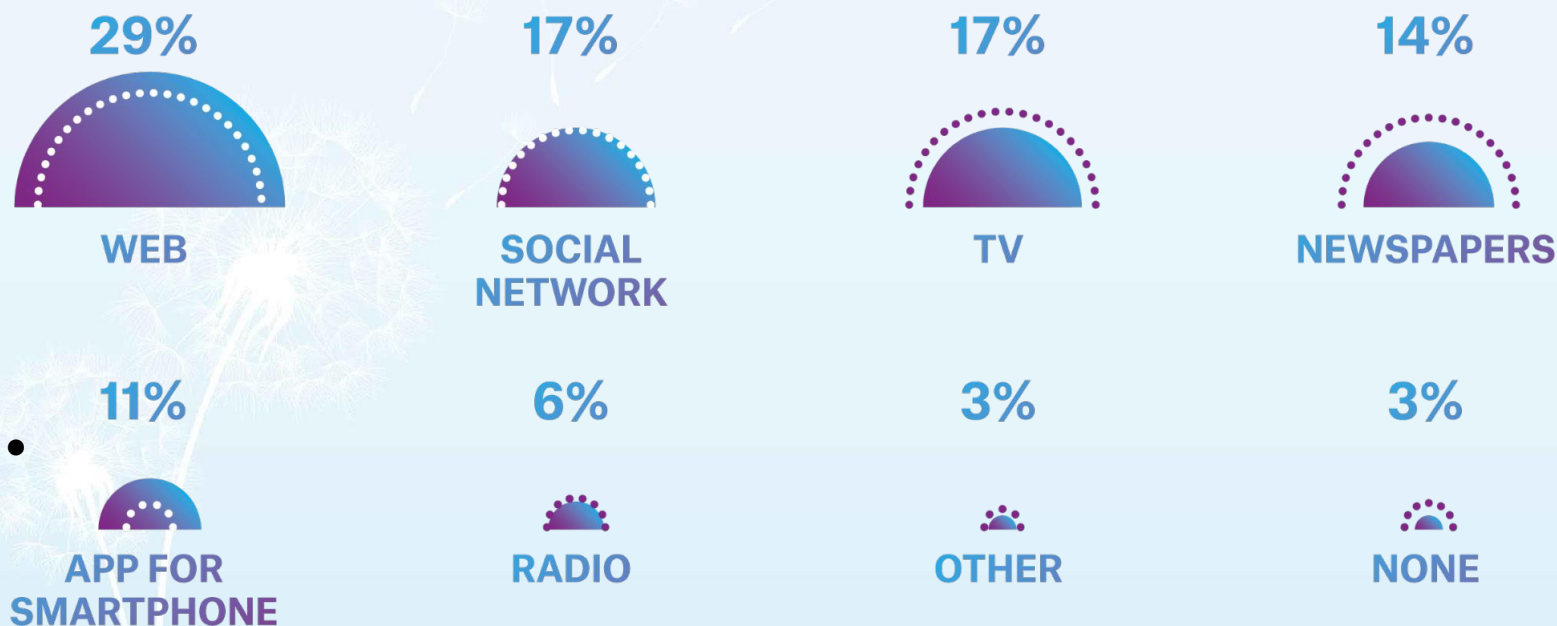 29%
17%
17%
14%
WEB
SOCIAL
NETWORK
TV
NEWSPAPERS
11%
6%
3%
3%
APP FOR
SMARTPHONE
RADIO
OTHER
NONE